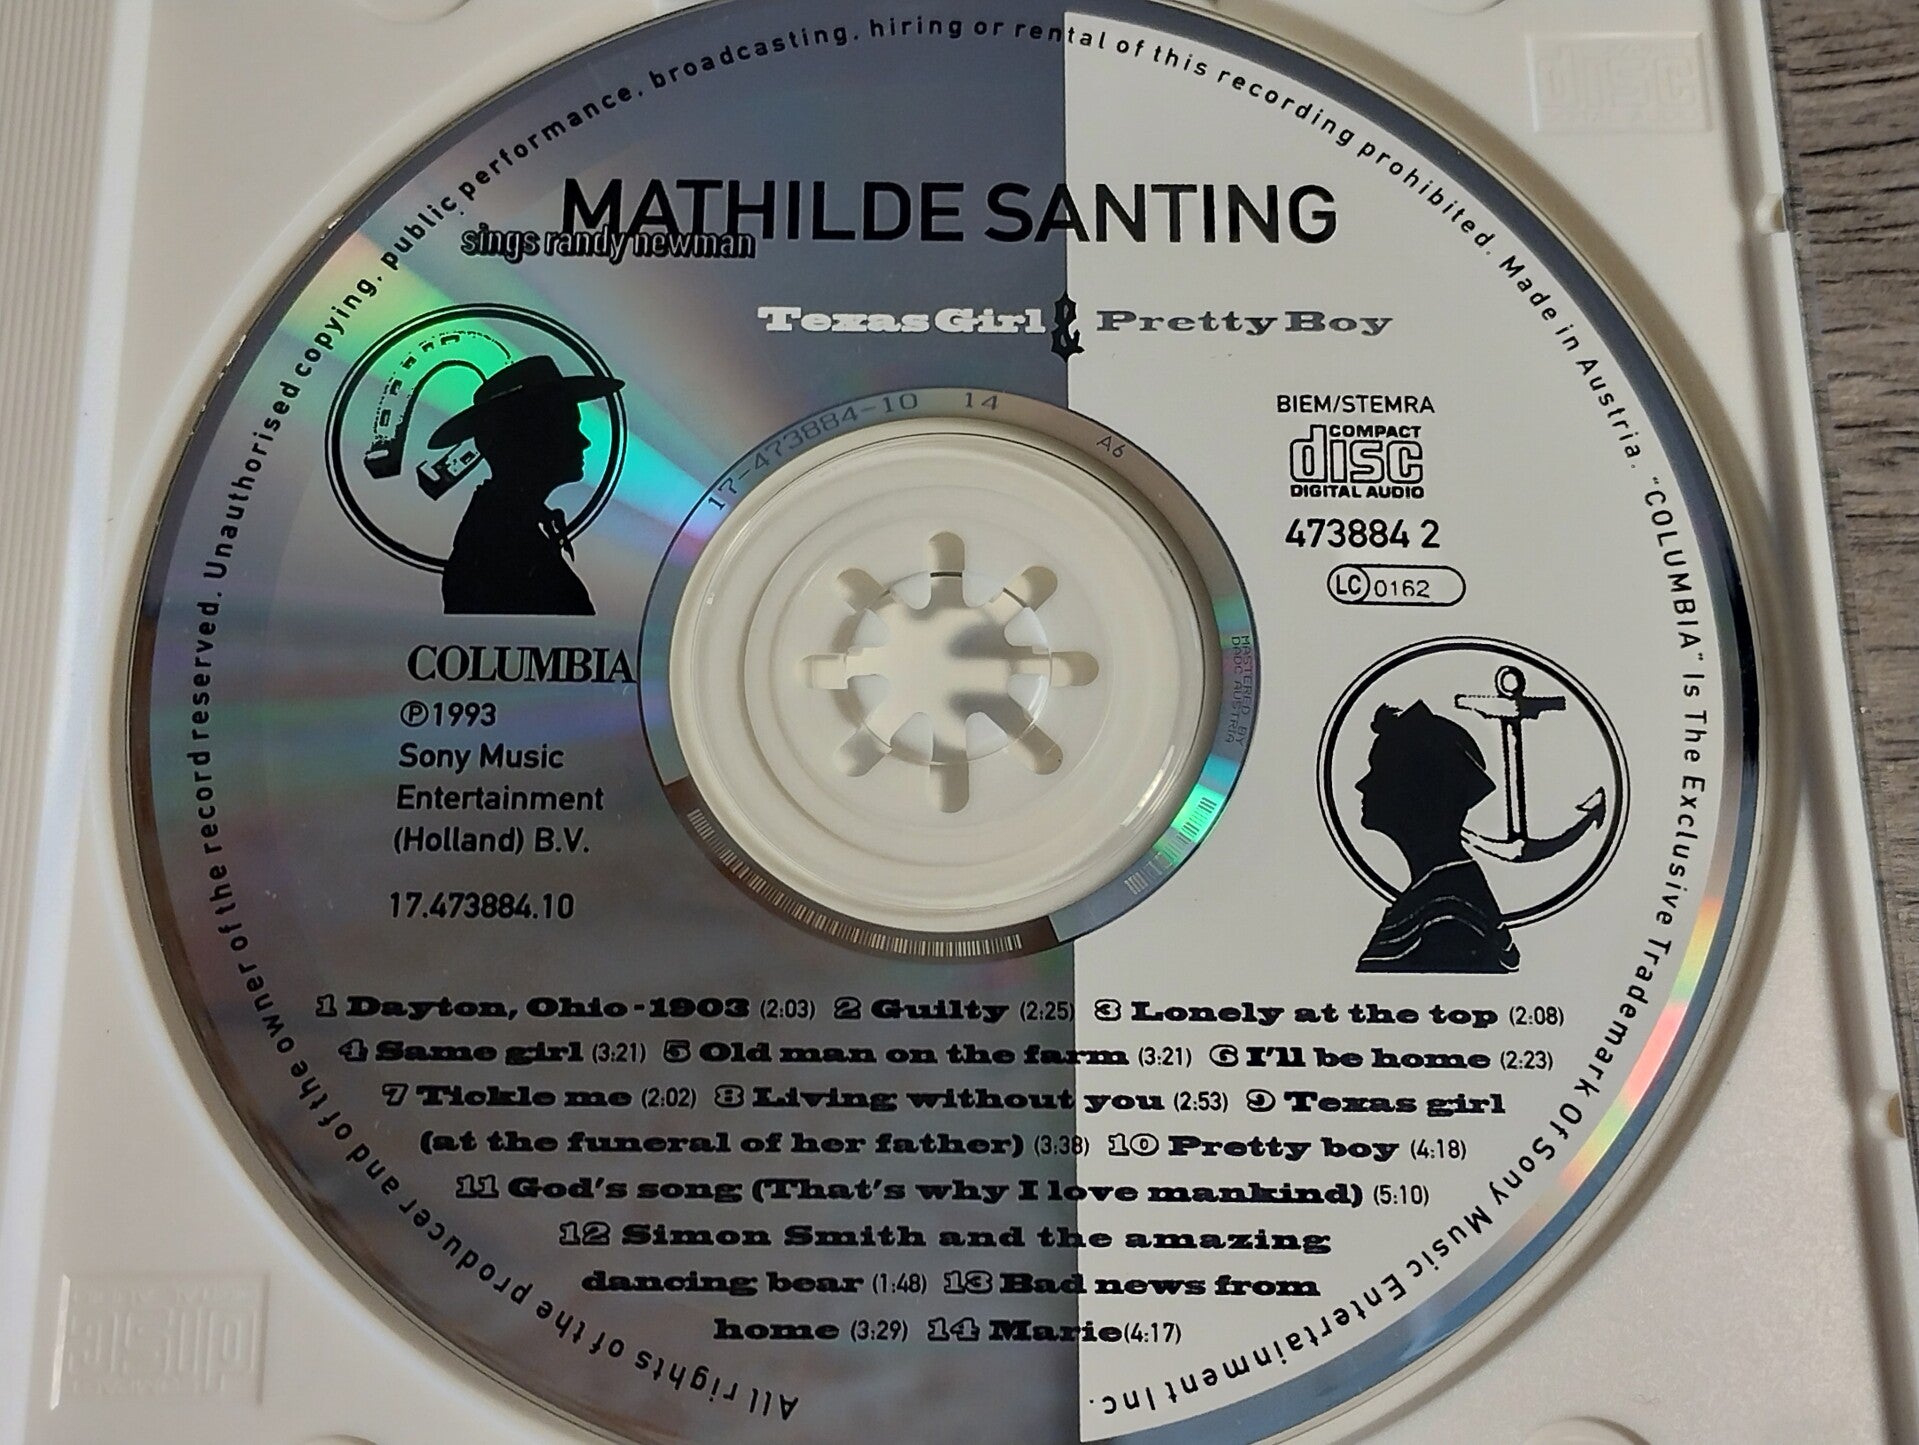 All rights of the producer and of the owner of the record reserved. Unauthorised copying, public performance, broadcasting, hiring or rental of this recording prohibited. Made in Austria. "COLUMBIA" Is The Exclusive Trademark Of Sony Music Entertainment Inc.
MATHILDE SANTING
sings randy newman
Texas Girl & Pretty Boy
17-473884-10 14 A6
BIEM/STEMRA
COMPACT
disc
DIGITAL AUDIO
473884 2
LC 0162
MASTERED BY
DADC AUSTRIA
COLUMBIA
℗1993
Sony Music
Entertainment
(Holland) B.V.
17.473884.10
1 Dayton, Ohio-1903 (2:03) 2 Guilty (2:25) 3 Lonely at the top (2:08)
4 Same girl (3:21) 5 Old man on the farm (3:21) 6 I'll be home (2:23)
7 Tickle me (2:02) 8 Living without you (2:53) 9 Texas girl
(at the funeral of her father) (3:38) 10 Pretty boy (4:18)
11 God's song (That's why I love mankind) (5:10)
12 Simon Smith and the amazing
dancing bear (1:48) 13 Bad news from
home (3:29) 14 Marie(4:17)